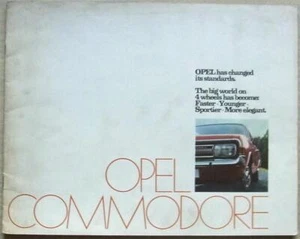 OPEL has changed
its standards.
The big world on
4 wheels has become:
Faster · Younger ·
Sportier · More elegant.
OPEL
COMMODORE